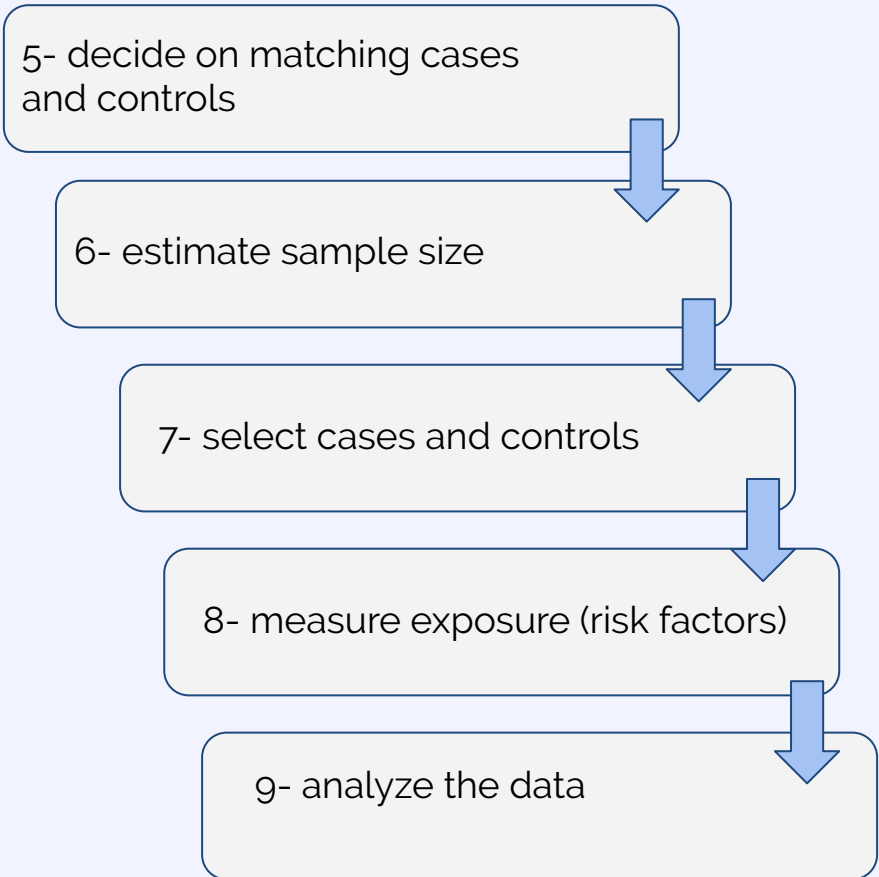 5- decide on matching cases
and controls
6- estimate sample size
7- select cases and controls
8- measure exposure (risk factors)
9- analyze the data